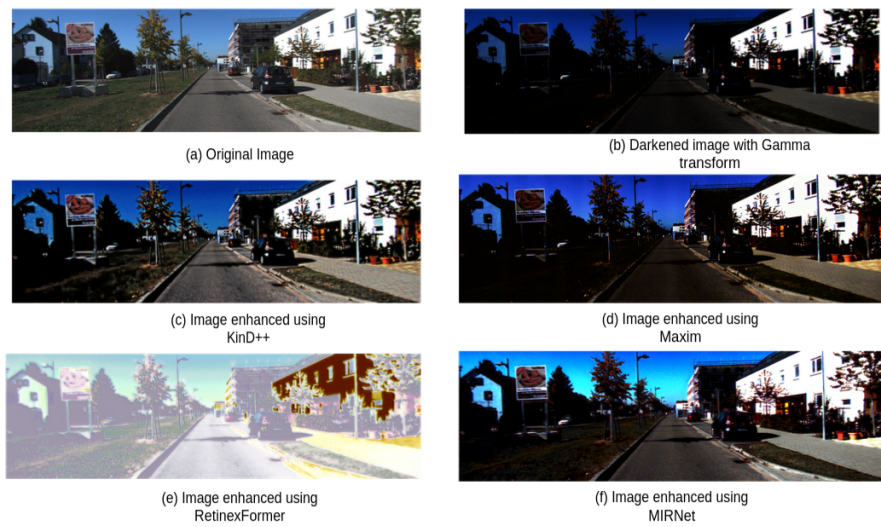 (a) Original Image
(b) Darkened image with Gamma
transform
(c) Image enhanced using
KinD++
(d) Image enhanced using
Maxim
(e) Image enhanced using
RetinexFormer
(f) Image enhanced using
MIRNet